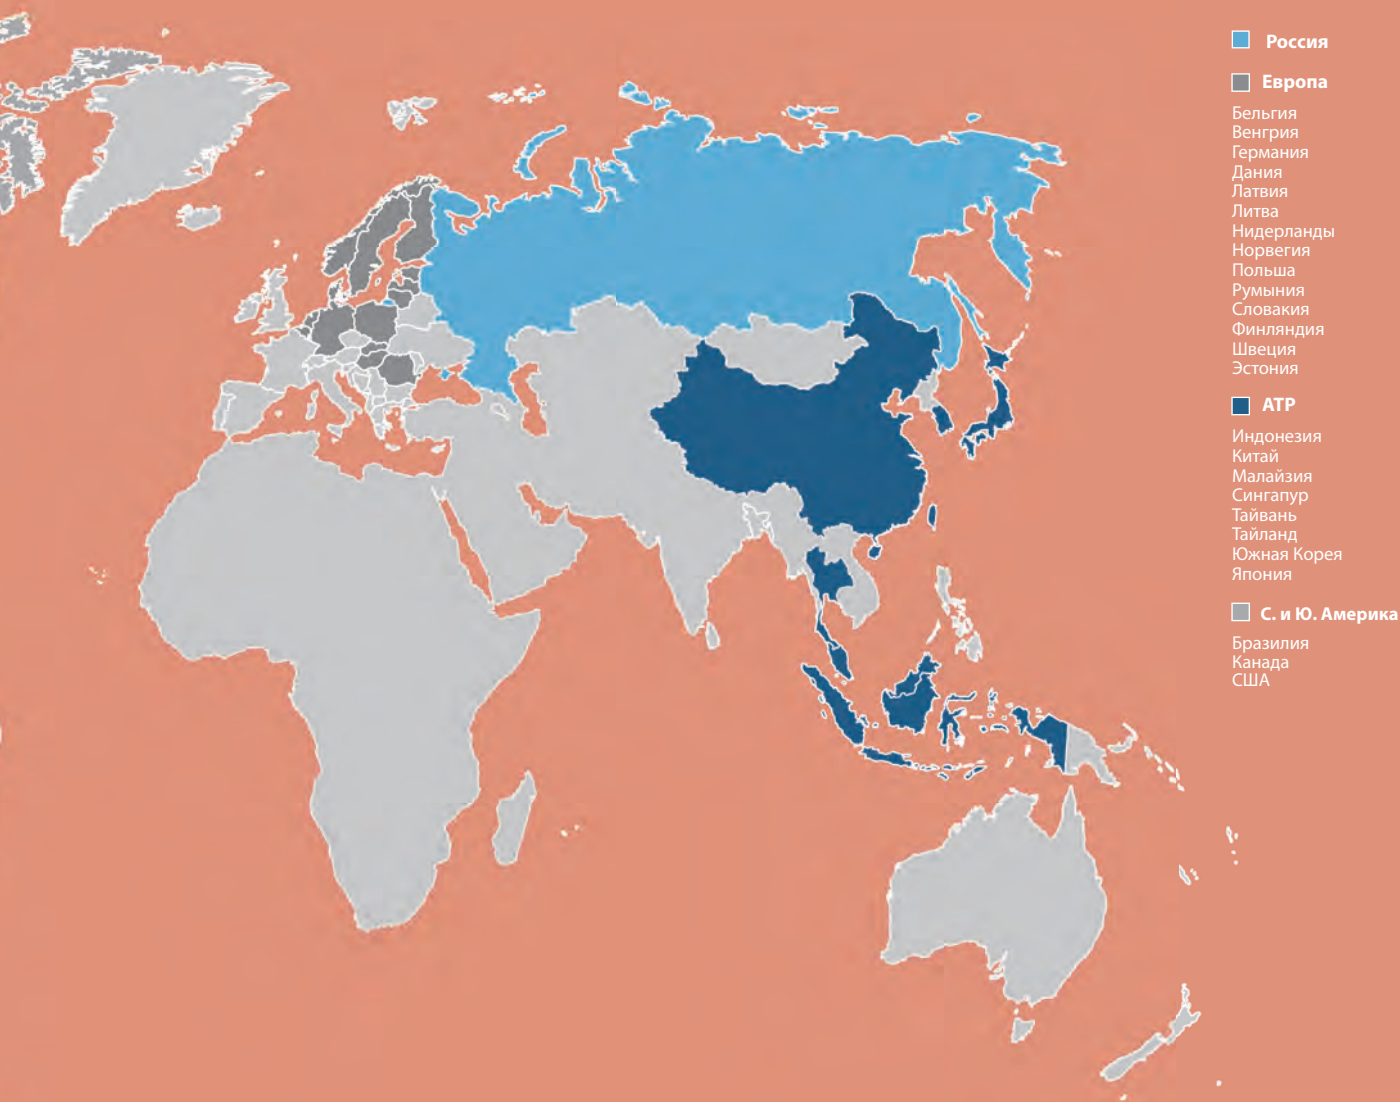 Россия
Европа
Бельгия
Венгрия
Германия
Дания
Латвия
Литва
Нидерланды
Норвегия
Польша
Румыния
Словакия
Финляндия
Швеция
Эстония
АТР
Индонезия
Китай
Малайзия
Сингапур
Тайвань
Тайланд
Южная Корея
Япония
С. и Ю. Америка
Бразилия
Канада
США